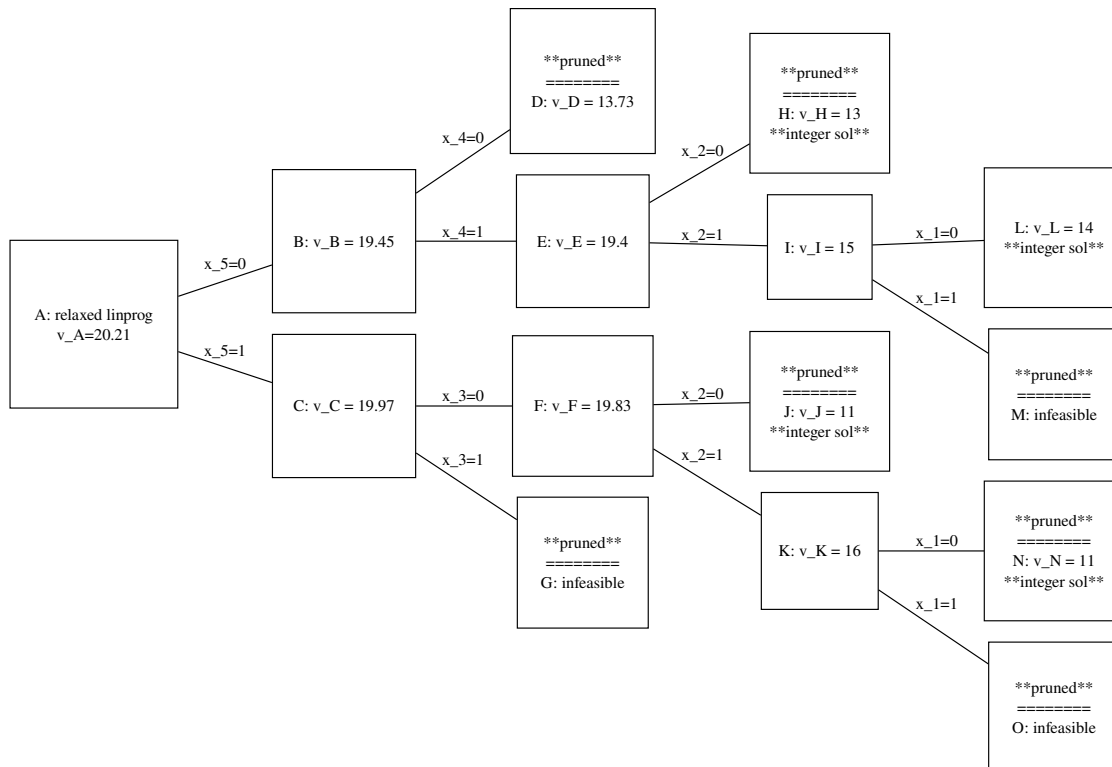 **pruned**
========
D: v_D = 13.73
**pruned**
========
H: v_H = 13
**integer sol**
x_4=0
x_2=0
B: v_B = 19.45
x_4=1
E: v_E = 19.4
x_2=1
I: v_I = 15
x_1=0
L: v_L = 14
**integer sol**
x_5=0
A: relaxed linprog
v_A=20.21
x_1=1
x_5=1
**pruned**
========
M: infeasible
C: v_C = 19.97
x_3=0
F: v_F = 19.83
x_2=0
**pruned**
========
J: v_J = 11
**integer sol**
x_3=1
x_2=1
**pruned**
========
G: infeasible
K: v_K = 16
x_1=0
**pruned**
========
N: v_N = 11
**integer sol**
x_1=1
**pruned**
========
O: infeasible